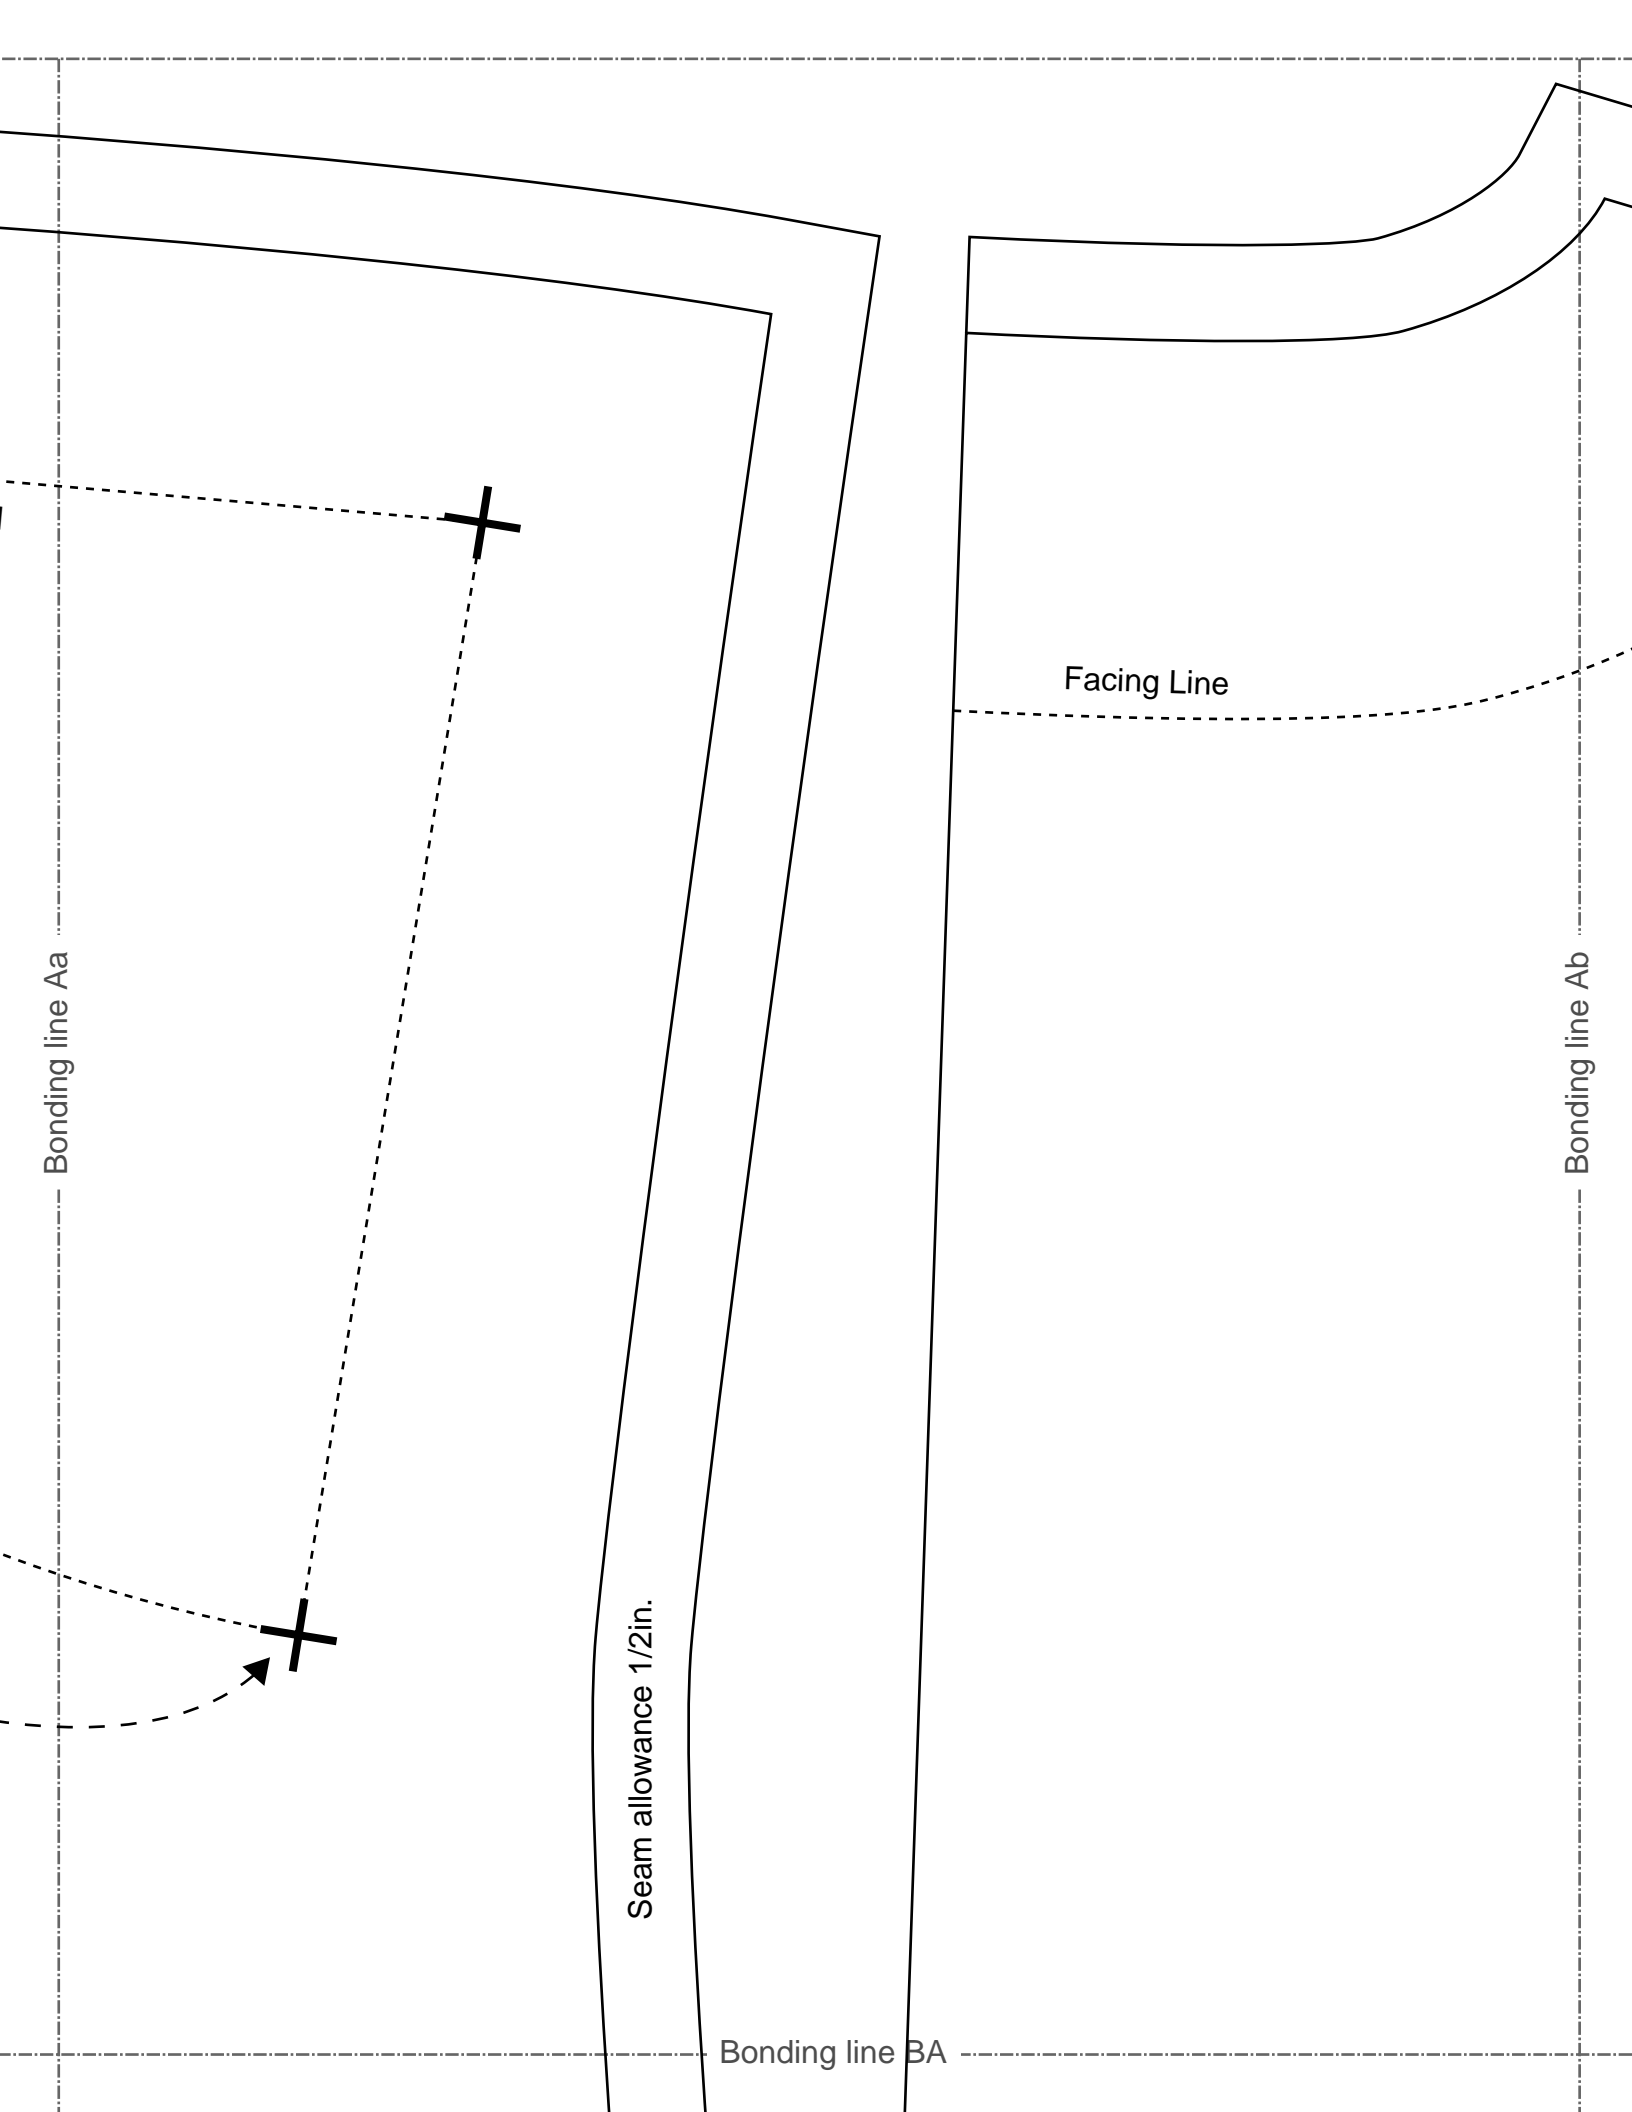 Facing Line
Bonding line Aa
Bonding line Ab
Seam allowance 1/2in.
Bonding line BA